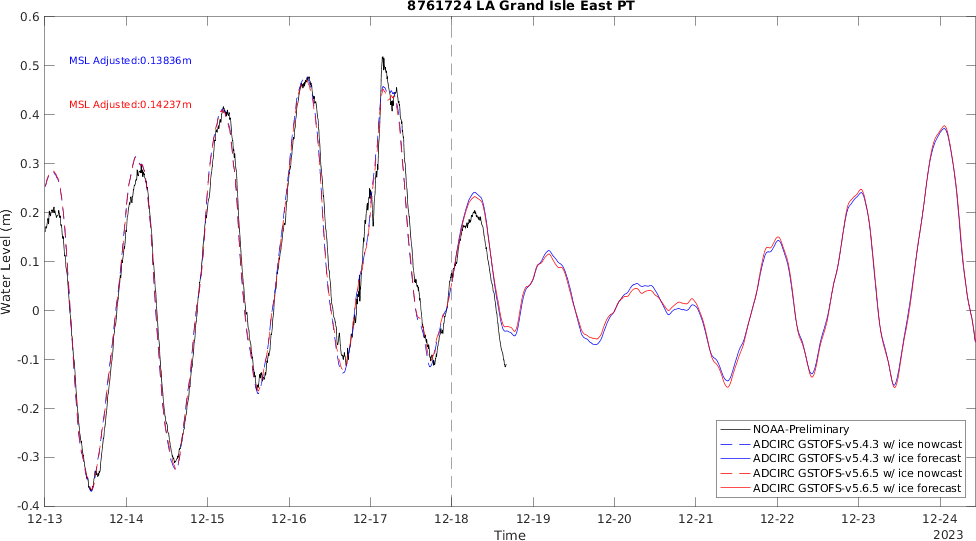 8761724 LA Grand Isle East PT
0.6
0.5
0.4
0.3
0.2
0.1
0
-0.1
-0.2
-0.3
-0.4
Water Level (m)
MSL Adjusted:0.13836m
MSL Adjusted:0.14237m
NOAA-Preliminary
ADCIRC GSTOFS-v5.4.3 w/ ice nowcast
ADCIRC GSTOFS-v5.4.3 w/ ice forecast
ADCIRC GSTOFS-v5.6.5 w/ ice nowcast
ADCIRC GSTOFS-v5.6.5 w/ ice forecast
12-13 12-14 12-15 12-16 12-17 12-18 12-19 12-20 12-21 12-22 12-23 12-24
Time
2023